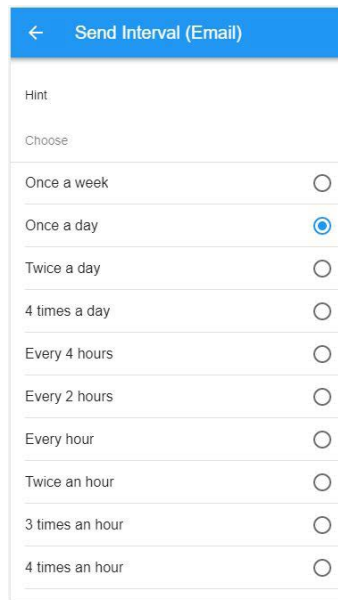 Send Interval (Email)
Hint
Choose
Once a week
Once a day
Twice a day
4 times a day
Every 4 hours
Every 2 hours
Every hour
Twice an hour
3 times an hour
4 times an hour